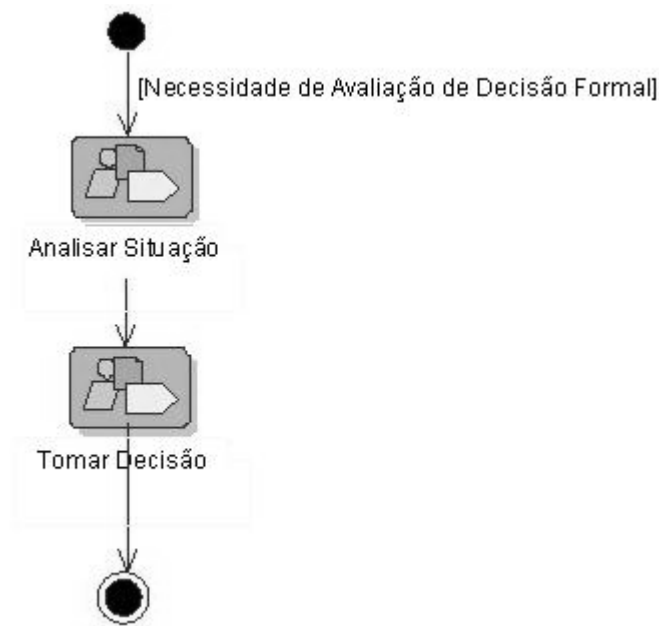 [Necessidade de Avaliação de Decisão Formal]
Analisar Situação
Tomar Decisão